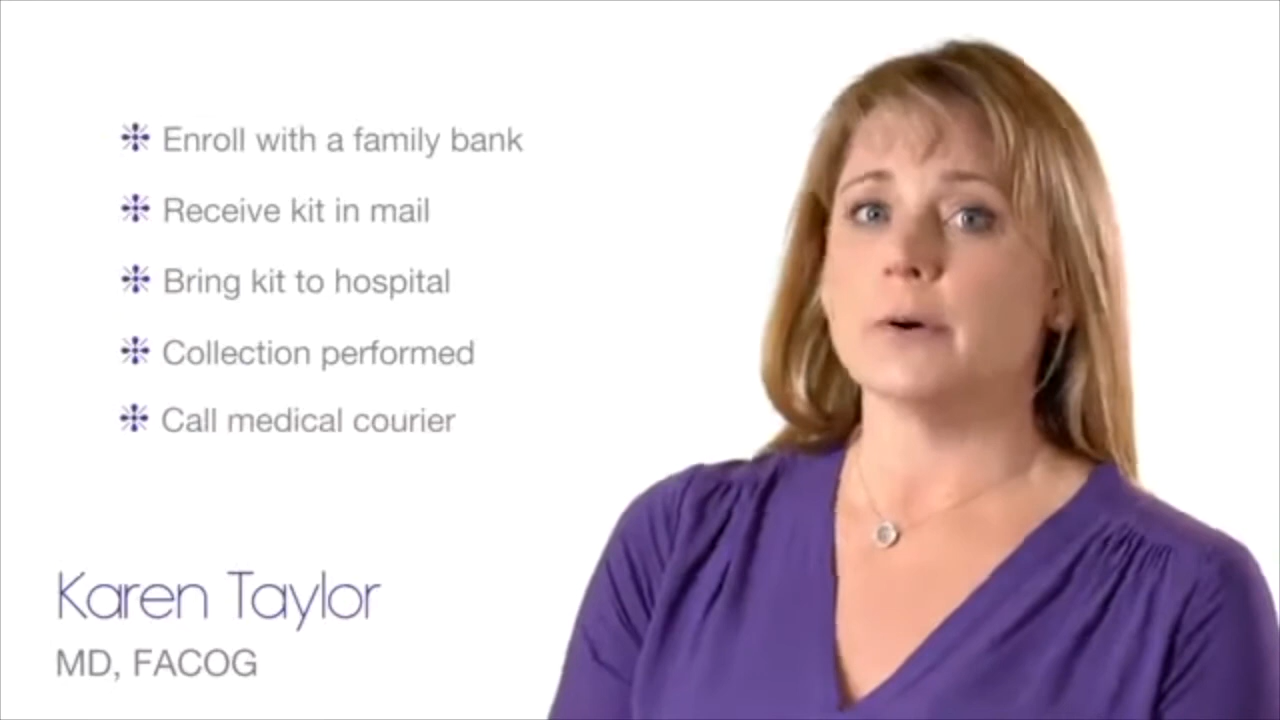 Enroll with a family bank
Receive kit in mail
Bring kit to hospital
Collection performed
Call medical courier
Karen Taylor
MD, FACOG